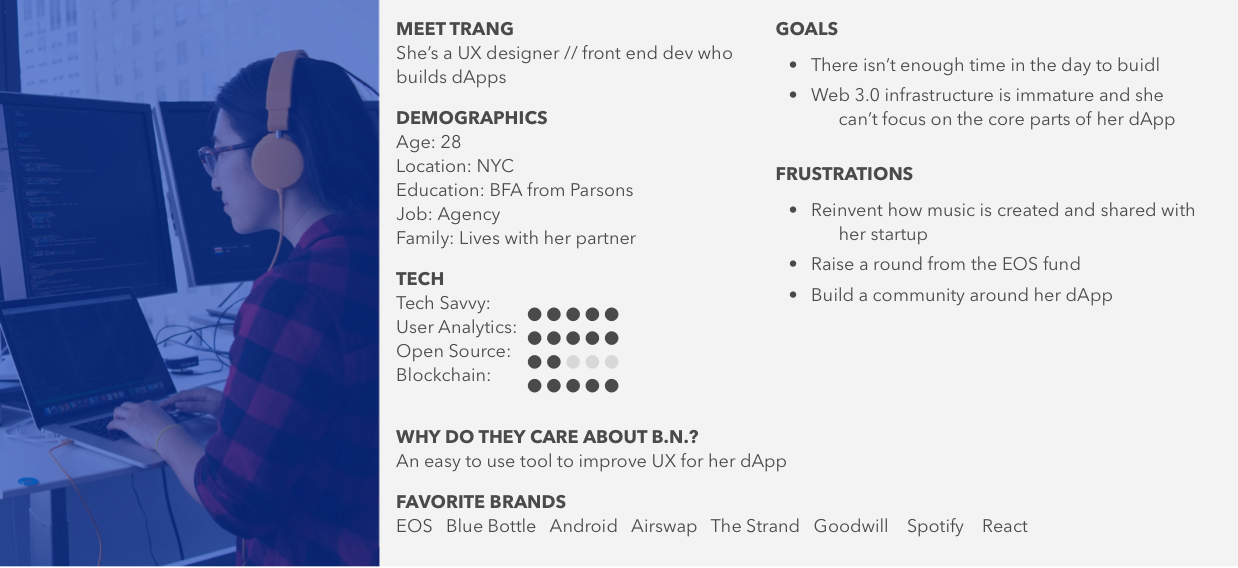 MEET TRANG
She’s a UX designer // front end dev who
builds dApps
DEMOGRAPHICS
Age: 28
Location: NYC
Education: BFA from Parsons
Job: Agency
Family: Lives with her partner
TECH
Tech Savvy:
User Analytics:
Open Source:
Blockchain:
WHY DO THEY CARE ABOUT B.N.?
An easy to use tool to improve UX for her dApp
FAVORITE BRANDS
EOS Blue Bottle Android Airswap The Strand Goodwill Spotify React
GOALS
• There isn’t enough time in the day to buidl
• Web 3.0 infrastructure is immature and she
can’t focus on the core parts of her dApp
FRUSTRATIONS
• Reinvent how music is created and shared with
her startup
• Raise a round from the EOS fund
• Build a community around her dApp